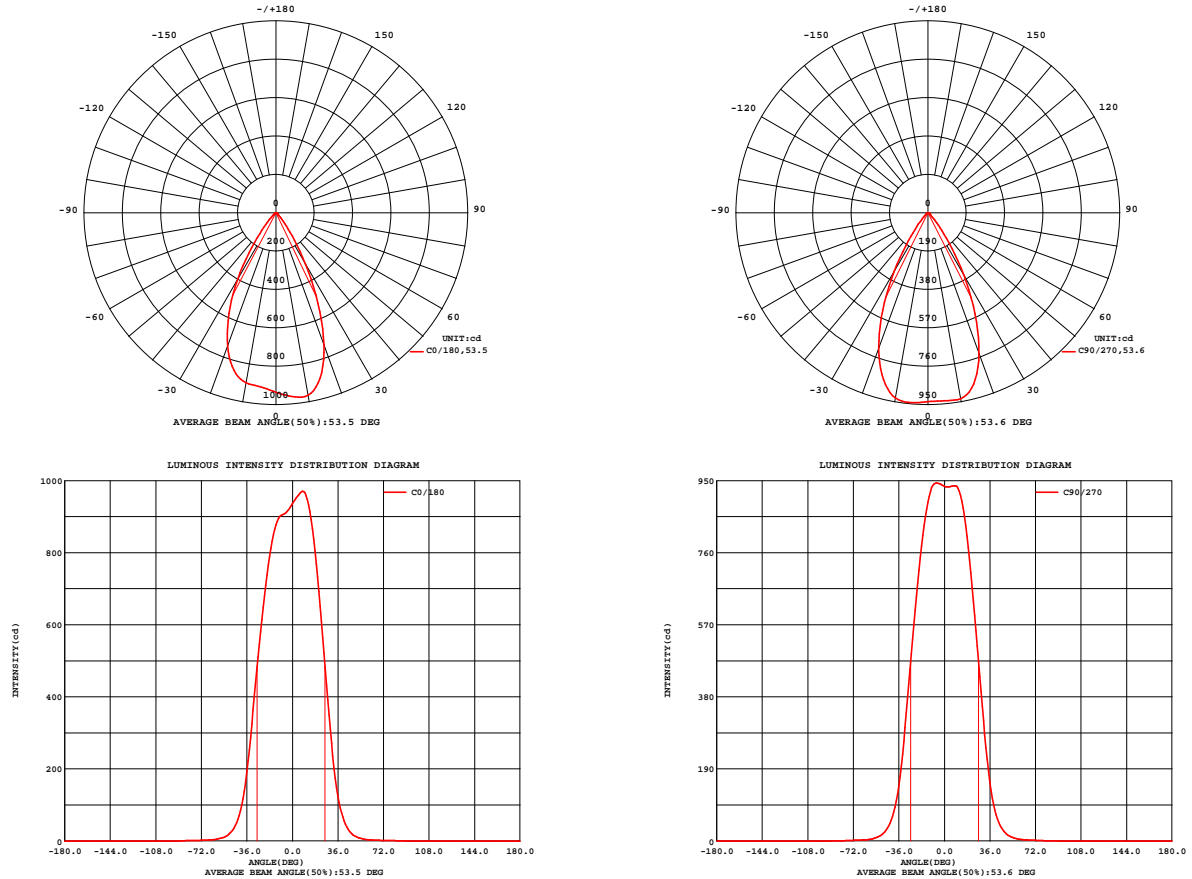 -/+180
-150
150
-120
120
-90
90
-60
60
-30
30
0
0
200
400
600
800
1000
UNIT:cd
C0/180,53.5
AVERAGE BEAM ANGLE(50%):53.5 DEG
-/+180
-150
150
-120
120
-90
90
-60
60
-30
30
0
0
190
380
570
760
950
UNIT:cd
C90/270,53.6
AVERAGE BEAM ANGLE(50%):53.6 DEG
LUMINOUS INTENSITY DISTRIBUTION DIAGRAM
C0/180
1000
800
600
400
200
0
INTENSITY(cd)
-180.0 -144.0 -108.0 -72.0 -36.0 0.0 36.0 72.0 108.0 144.0 180.0
ANGLE(DEG)
AVERAGE BEAM ANGLE(50%):53.5 DEG
LUMINOUS INTENSITY DISTRIBUTION DIAGRAM
C90/270
950
760
570
380
190
0
INTENSITY(cd)
-180.0 -144.0 -108.0 -72.0 -36.0 0.0 36.0 72.0 108.0 144.0 180.0
ANGLE(DEG)
AVERAGE BEAM ANGLE(50%):53.6 DEG